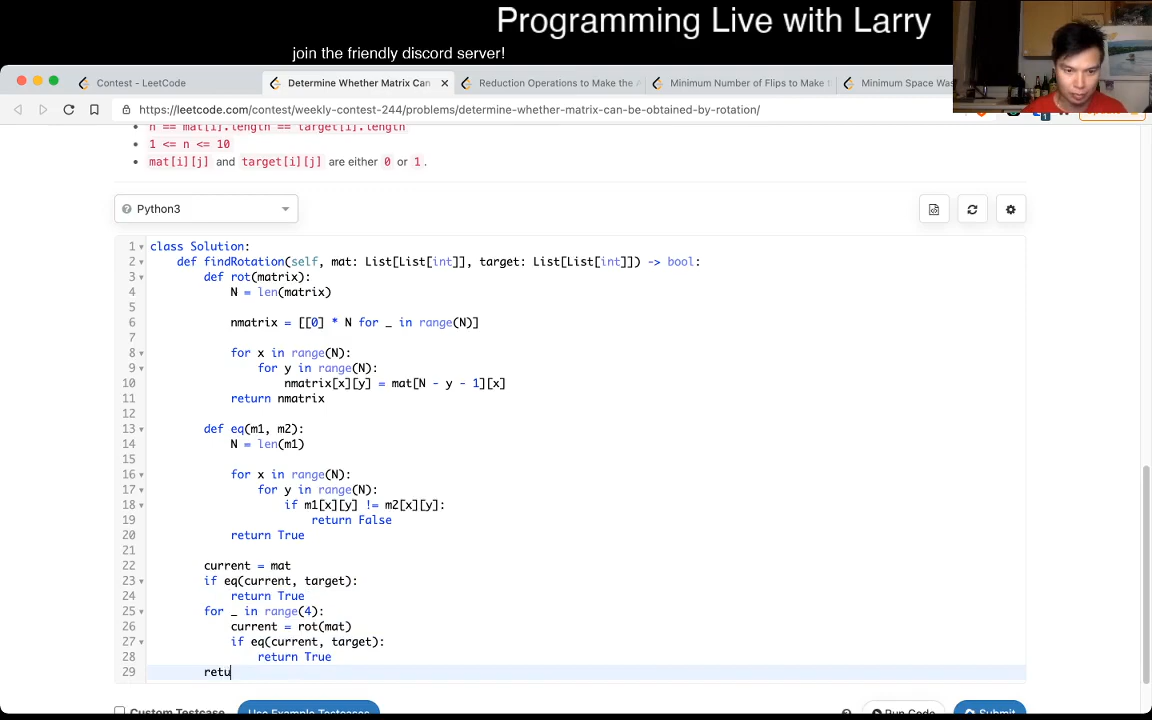 Programming Live with Larry
join the friendly discord server!
Contest - LeetCode
Determine Whether Matrix Can
Reduction Operations to Make the
Minimum Number of Flips to Make t
Minimum Space Was
https://leetcode.com/contest/weekly-contest-244/problems/determine-whether-matrix-can-be-obtained-by-rotation/
n == mat[i].length == target[i].length
1 <= n <= 10
mat[i][j] and target[i][j] are either 0 or 1.
Python3
1 class Solution:
2 def findRotation(self, mat: List[List[int]], target: List[List[int]]) -> bool:
3 def rot(matrix):
4 N = len(matrix)
5
6 nmatrix = [[0] * N for _ in range(N)]
7
8 for x in range(N):
9 for y in range(N):
10 nmatrix[x][y] = mat[N - y - 1][x]
11 return nmatrix
12
13 def eq(m1, m2):
14 N = len(m1)
15
16 for x in range(N):
17 for y in range(N):
18 if m1[x][y] != m2[x][y]:
19 return False
20 return True
21
22 current = mat
23 if eq(current, target):
24 return True
25 for _ in range(4):
26 current = rot(mat)
27 if eq(current, target):
28 return True
29 retu
Custom Testcase
Use Example Testcases
Run Code
Submit